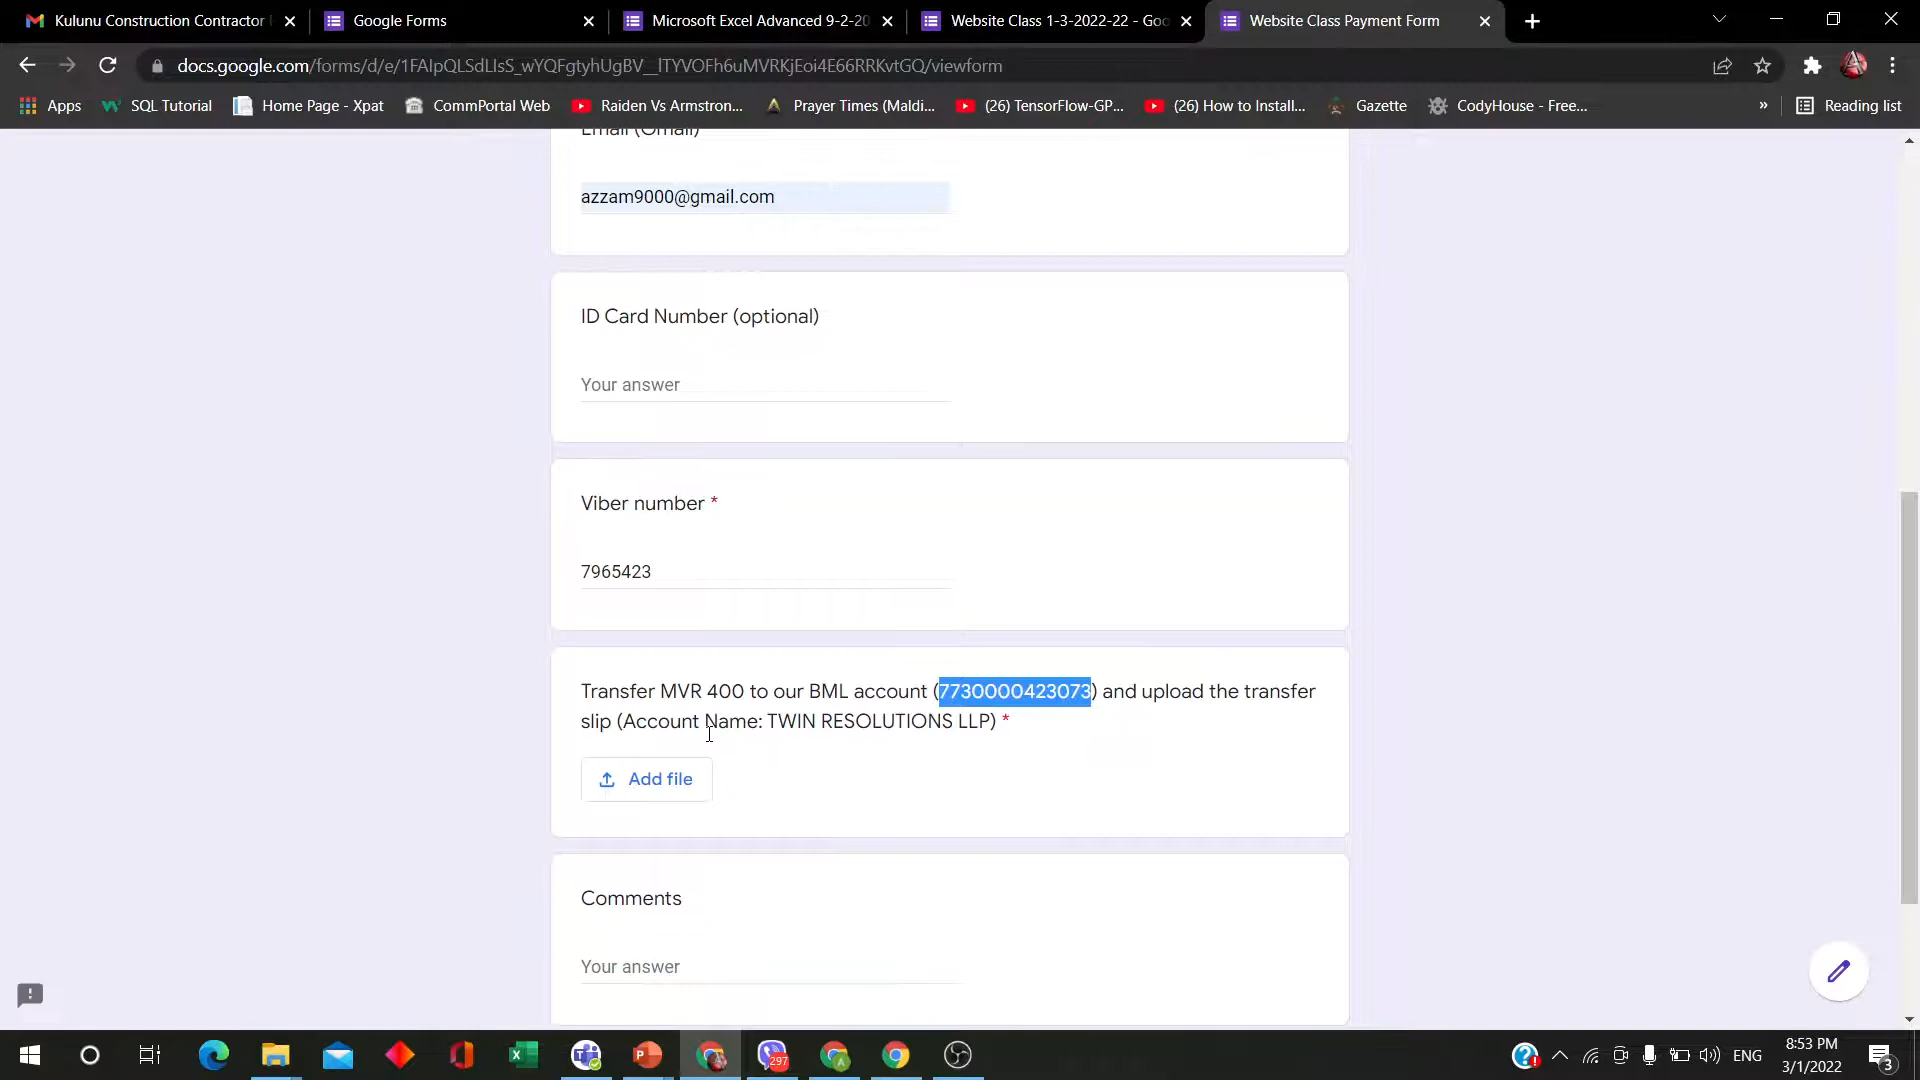 Kulunu Construction Contractor
Google Forms
Microsoft Excel Advanced 9-2-20
Website Class 1-3-2022-22 - Goo
Website Class Payment Form
docs.google.com/forms/d/e/1FAIpQLSdLIsS_wYQFgtyhUgBV__lTYVOFh6uMVRKjEoi4E66RRKvtGQ/viewform
Apps
SQL Tutorial
Home Page - Xpat
CommPortal Web
Raiden Vs Armstron...
Prayer Times (Maldi...
(26) TensorFlow-GP...
(26) How to Install...
Gazette
CodyHouse - Free...
»
Reading list
Email (Gmail)
azzam9000@gmail.com
ID Card Number (optional)
Your answer
Viber number *
7965423
Transfer MVR 400 to our BML account (7730000423073) and upload the transfer
slip (Account Name: TWIN RESOLUTIONS LLP) *
Add file
Comments
Your answer
297
ENG
8:53 PM
3/1/2022
3